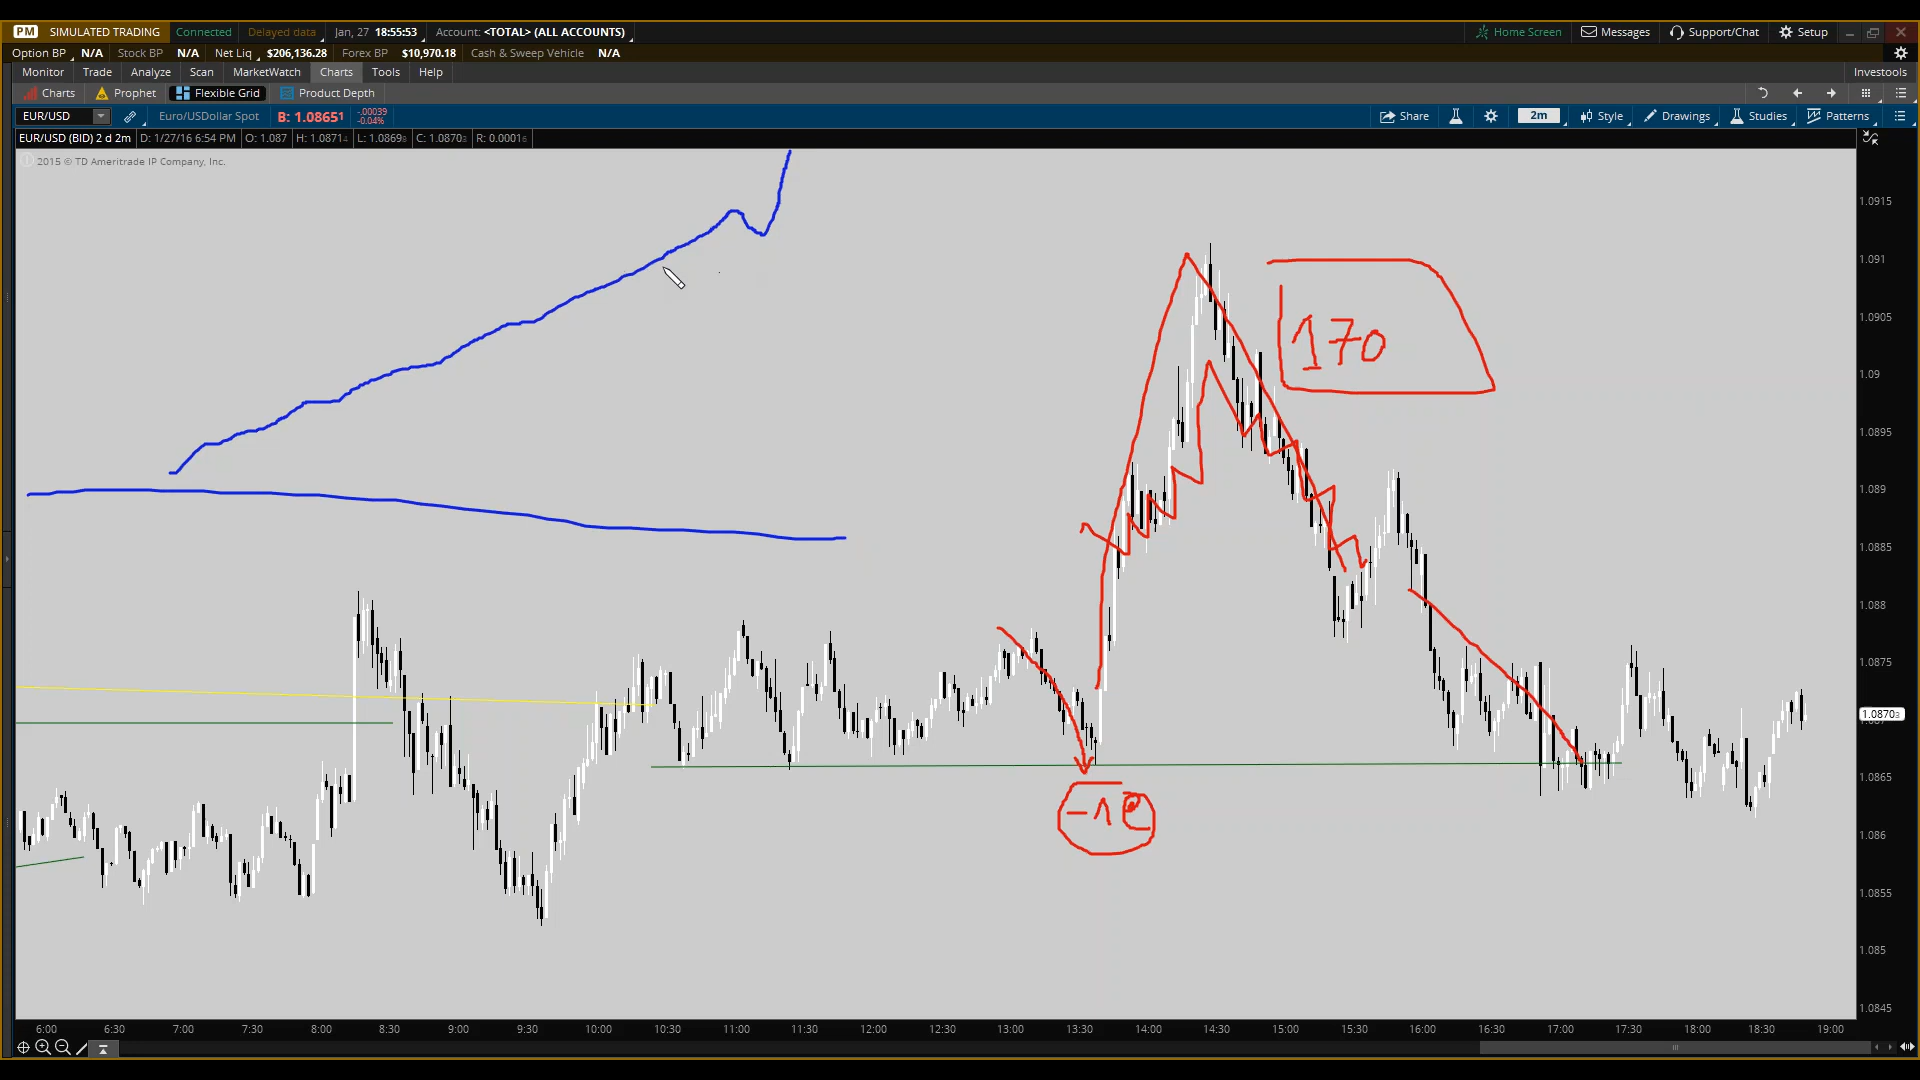 PM SIMULATED TRADING Connected Delayed data Jan, 27 18:55:53 Account: <TOTAL> (ALL ACCOUNTS) Home Screen Messages Support/Chat Setup
Option BP N/A Stock BP N/A Net Liq $206,136.28 Forex BP $10,970.18 Cash & Sweep Vehicle N/A
Monitor Trade Analyze Scan MarketWatch Charts Tools Help Investools
Charts Prophet Flexible Grid Product Depth
EUR/USD Euro/USDollar Spot B: 1.08651 -.00039 -0.04% Share 2m Style Drawings Studies Patterns
EUR/USD (BID) 2 d 2m D: 1/27/16 6:54 PM O: 1.087 H: 1.08714 L: 1.08698 C: 1.08703 R: 0.00016
2015 © TD Ameritrade IP Company, Inc.
1.0915
1.091
1.0905
170
1.09
1.0895
1.089
1.0885
1.088
1.0875
1.08703
1.0865
-10
1.086
1.0855
1.085
1.0845
6:00 6:30 7:00 7:30 8:00 8:30 9:00 9:30 10:00 10:30 11:00 11:30 12:00 12:30 13:00 13:30 14:00 14:30 15:00 15:30 16:00 16:30 17:00 17:30 18:00 18:30 19:00